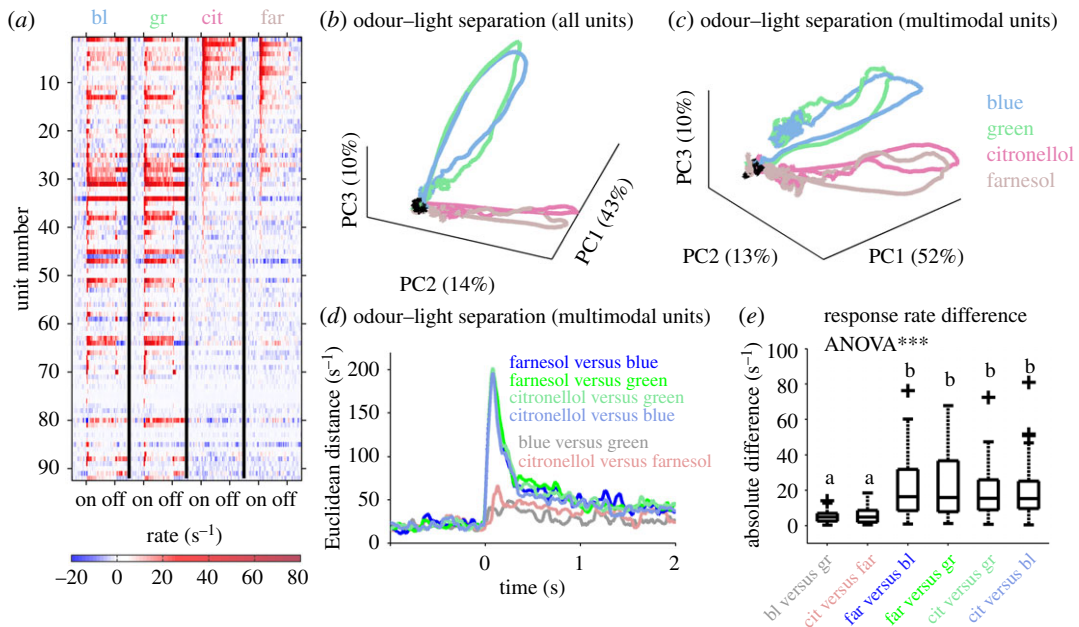 (a) bl gr cit far
10
20
30
40
50
60
70
80
90
unit number
on off on off on off on off
rate (s⁻¹)
–20 0 20 40 60 80
(b) odour–light separation (all units)
PC3 (10%)
PC2 (14%)
PC1 (43%)
(c) odour–light separation (multimodal units)
PC3 (10%)
PC2 (13%)
PC1 (52%)
blue
green
citronellol
farnesol
(d) odour–light separation (multimodal units)
Euclidean distance (s⁻¹)
200
150
100
50
0
farnesol versus blue
farnesol versus green
citronellol versus green
citronellol versus blue
blue versus green
citronellol versus farnesol
0 1 2
time (s)
(e) response rate difference
ANOVA***
absolute difference (s⁻¹)
100
80
60
40
20
0
a a b b b b
bl versus gr
cit versus far
far versus bl
far versus gr
cit versus gr
cit versus bl